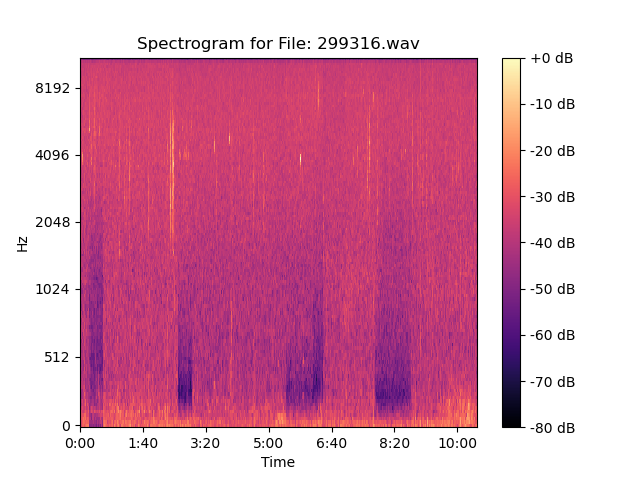 Spectrogram for File: 299316.wav
+0 dB
-10 dB
-20 dB
-30 dB
-40 dB
-50 dB
-60 dB
-70 dB
-80 dB
8192
4096
2048
1024
512
0
Hz
0:00 1:40 3:20 5:00 6:40 8:20 10:00
Time